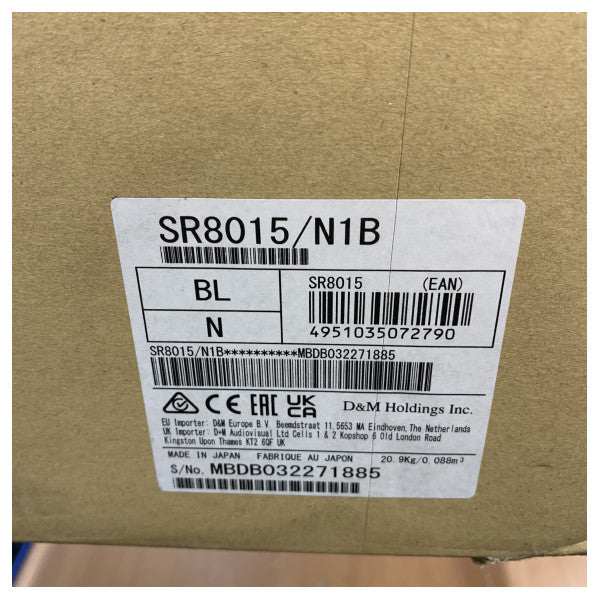 SR8015/N1B
BL
N
SR8015 (EAN)
4951035072790
SR8015/N1B**********MBDB032271885
CE EAC UK CA D&M Holdings Inc.
EU Importer: D&M Europe B.V. Beemdstraat 11, 5653 MA Eindhoven, The Netherlands
UK Importer: D+M Audiovisual Ltd Cells 1 & 2 Kopshop 6 Old London Road
Kingston Upon Thames KT2 6QF UK
MADE IN JAPAN FABRIQUE AU JAPON 20.9Kg/0.088m³
S/No. MBDB032271885